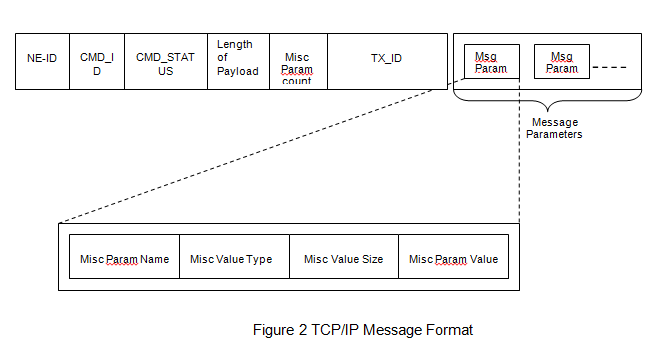 NE-ID
CMD_I
D
CMD_STAT
US
Length
of
Payload
Misc
Param
count
TX_ID
Msg
Param
Msg
Param
Message
Parameters
Misc Param Name
Misc Value Type
Misc Value Size
Misc Param Value
Figure 2 TCP/IP Message Format